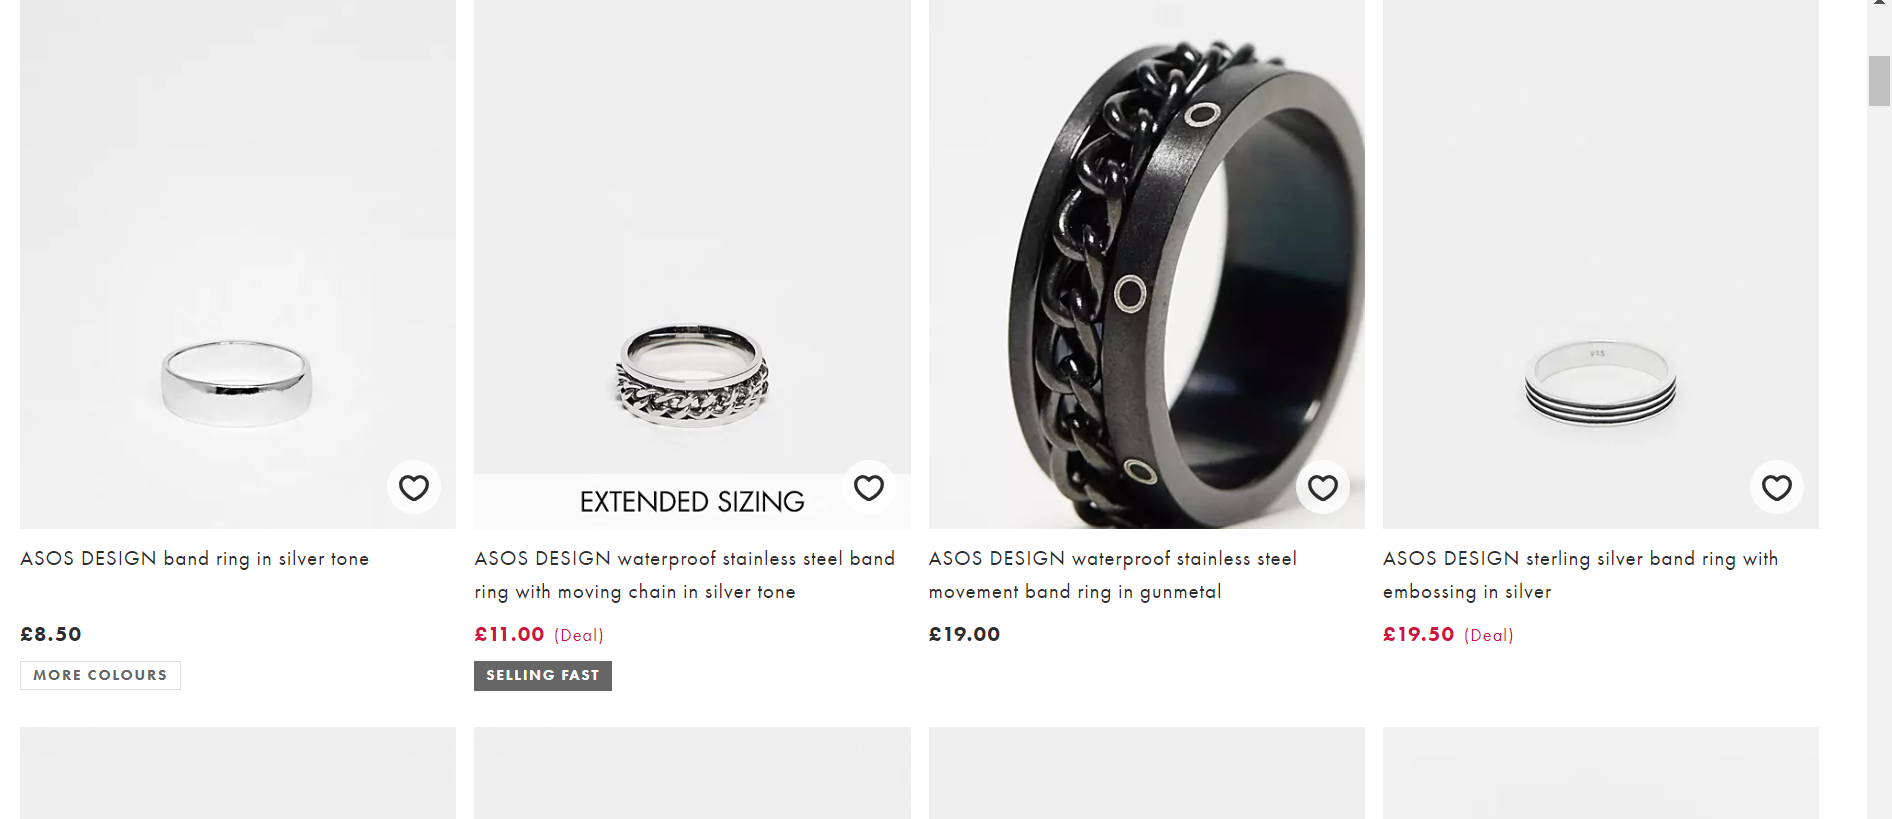 925
EXTENDED SIZING
ASOS DESIGN band ring in silver tone
£8.50
MORE COLOURS
ASOS DESIGN waterproof stainless steel band
ring with moving chain in silver tone
£11.00 (Deal)
SELLING FAST
ASOS DESIGN waterproof stainless steel
movement band ring in gunmetal
£19.00
ASOS DESIGN sterling silver band ring with
embossing in silver
£19.50 (Deal)